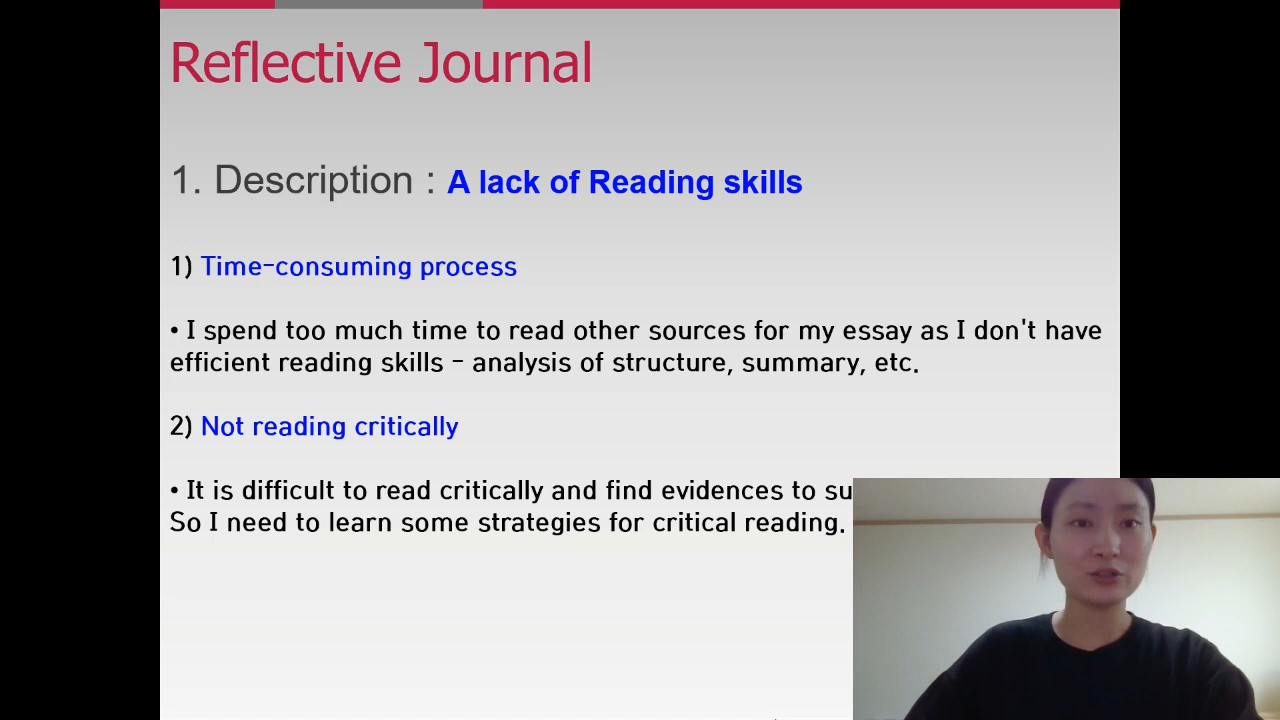 Reflective Journal
1. Description : A lack of Reading skills
1) Time-consuming process
• I spend too much time to read other sources for my essay as I don't have
efficient reading skills - analysis of structure, summary, etc.
2) Not reading critically
• It is difficult to read critically and find evidences to
So I need to learn some strategies for critical reading.